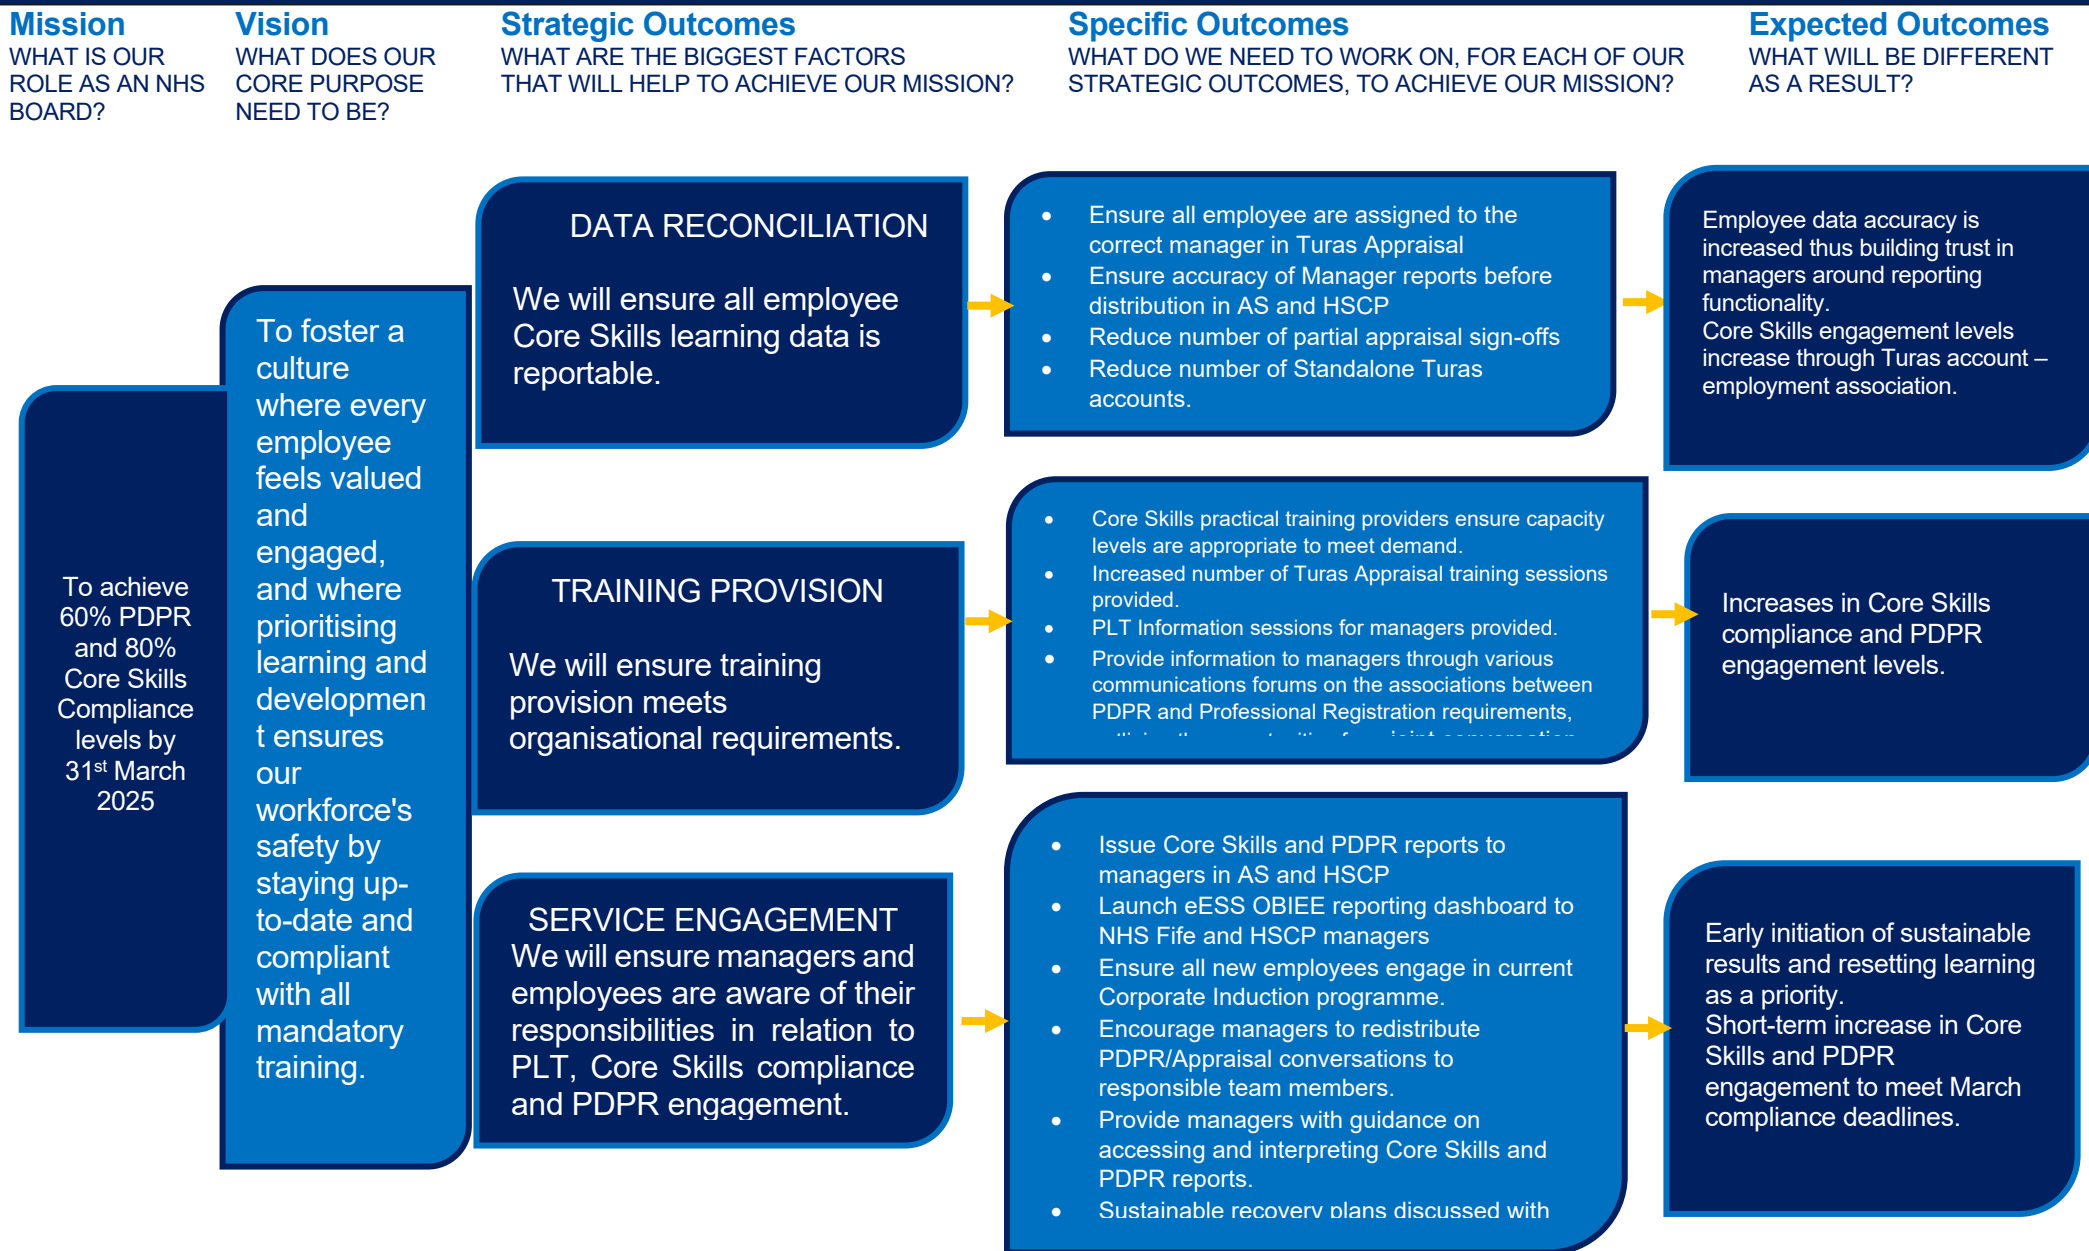 Mission
WHAT IS OUR
ROLE AS AN NHS
BOARD?
Vision
WHAT DOES OUR
CORE PURPOSE
NEED TO BE?
Strategic Outcomes
WHAT ARE THE BIGGEST FACTORS
THAT WILL HELP TO ACHIEVE OUR MISSION?
Specific Outcomes
WHAT DO WE NEED TO WORK ON, FOR EACH OF OUR
STRATEGIC OUTCOMES, TO ACHIEVE OUR MISSION?
Expected Outcomes
WHAT WILL BE DIFFERENT
AS A RESULT?
To achieve
60% PDPR
and 80%
Core Skills
Compliance
levels by
31st March
2025
To foster a
culture
where every
employee
feels valued
and
engaged,
and where
prioritising
learning and
developmen
t ensures
our
workforce's
safety by
staying up-
to-date and
compliant
with all
mandatory
training.
DATA RECONCILIATION
We will ensure all employee
Core Skills learning data is
reportable.
• Ensure all employee are assigned to the
correct manager in Turas Appraisal
• Ensure accuracy of Manager reports before
distribution in AS and HSCP
• Reduce number of partial appraisal sign-offs
• Reduce number of Standalone Turas
accounts.
Employee data accuracy is
increased thus building trust in
managers around reporting
functionality.
Core Skills engagement levels
increase through Turas account –
employment association.
TRAINING PROVISION
We will ensure training
provision meets
organisational requirements.
• Core Skills practical training providers ensure capacity
levels are appropriate to meet demand.
• Increased number of Turas Appraisal training sessions
provided.
• PLT Information sessions for managers provided.
• Provide information to managers through various
communications forums on the associations between
PDPR and Professional Registration requirements,
joint conversation
Increases in Core Skills
compliance and PDPR
engagement levels.
SERVICE ENGAGEMENT
We will ensure managers and
employees are aware of their
responsibilities in relation to
PLT, Core Skills compliance
and PDPR engagement.
• Issue Core Skills and PDPR reports to
managers in AS and HSCP
• Launch eESS OBIEE reporting dashboard to
NHS Fife and HSCP managers
• Ensure all new employees engage in current
Corporate Induction programme.
• Encourage managers to redistribute
PDPR/Appraisal conversations to
responsible team members.
• Provide managers with guidance on
accessing and interpreting Core Skills and
PDPR reports.
• Sustainable recovery plans discussed with
Early initiation of sustainable
results and resetting learning
as a priority.
Short-term increase in Core
Skills and PDPR
engagement to meet March
compliance deadlines.